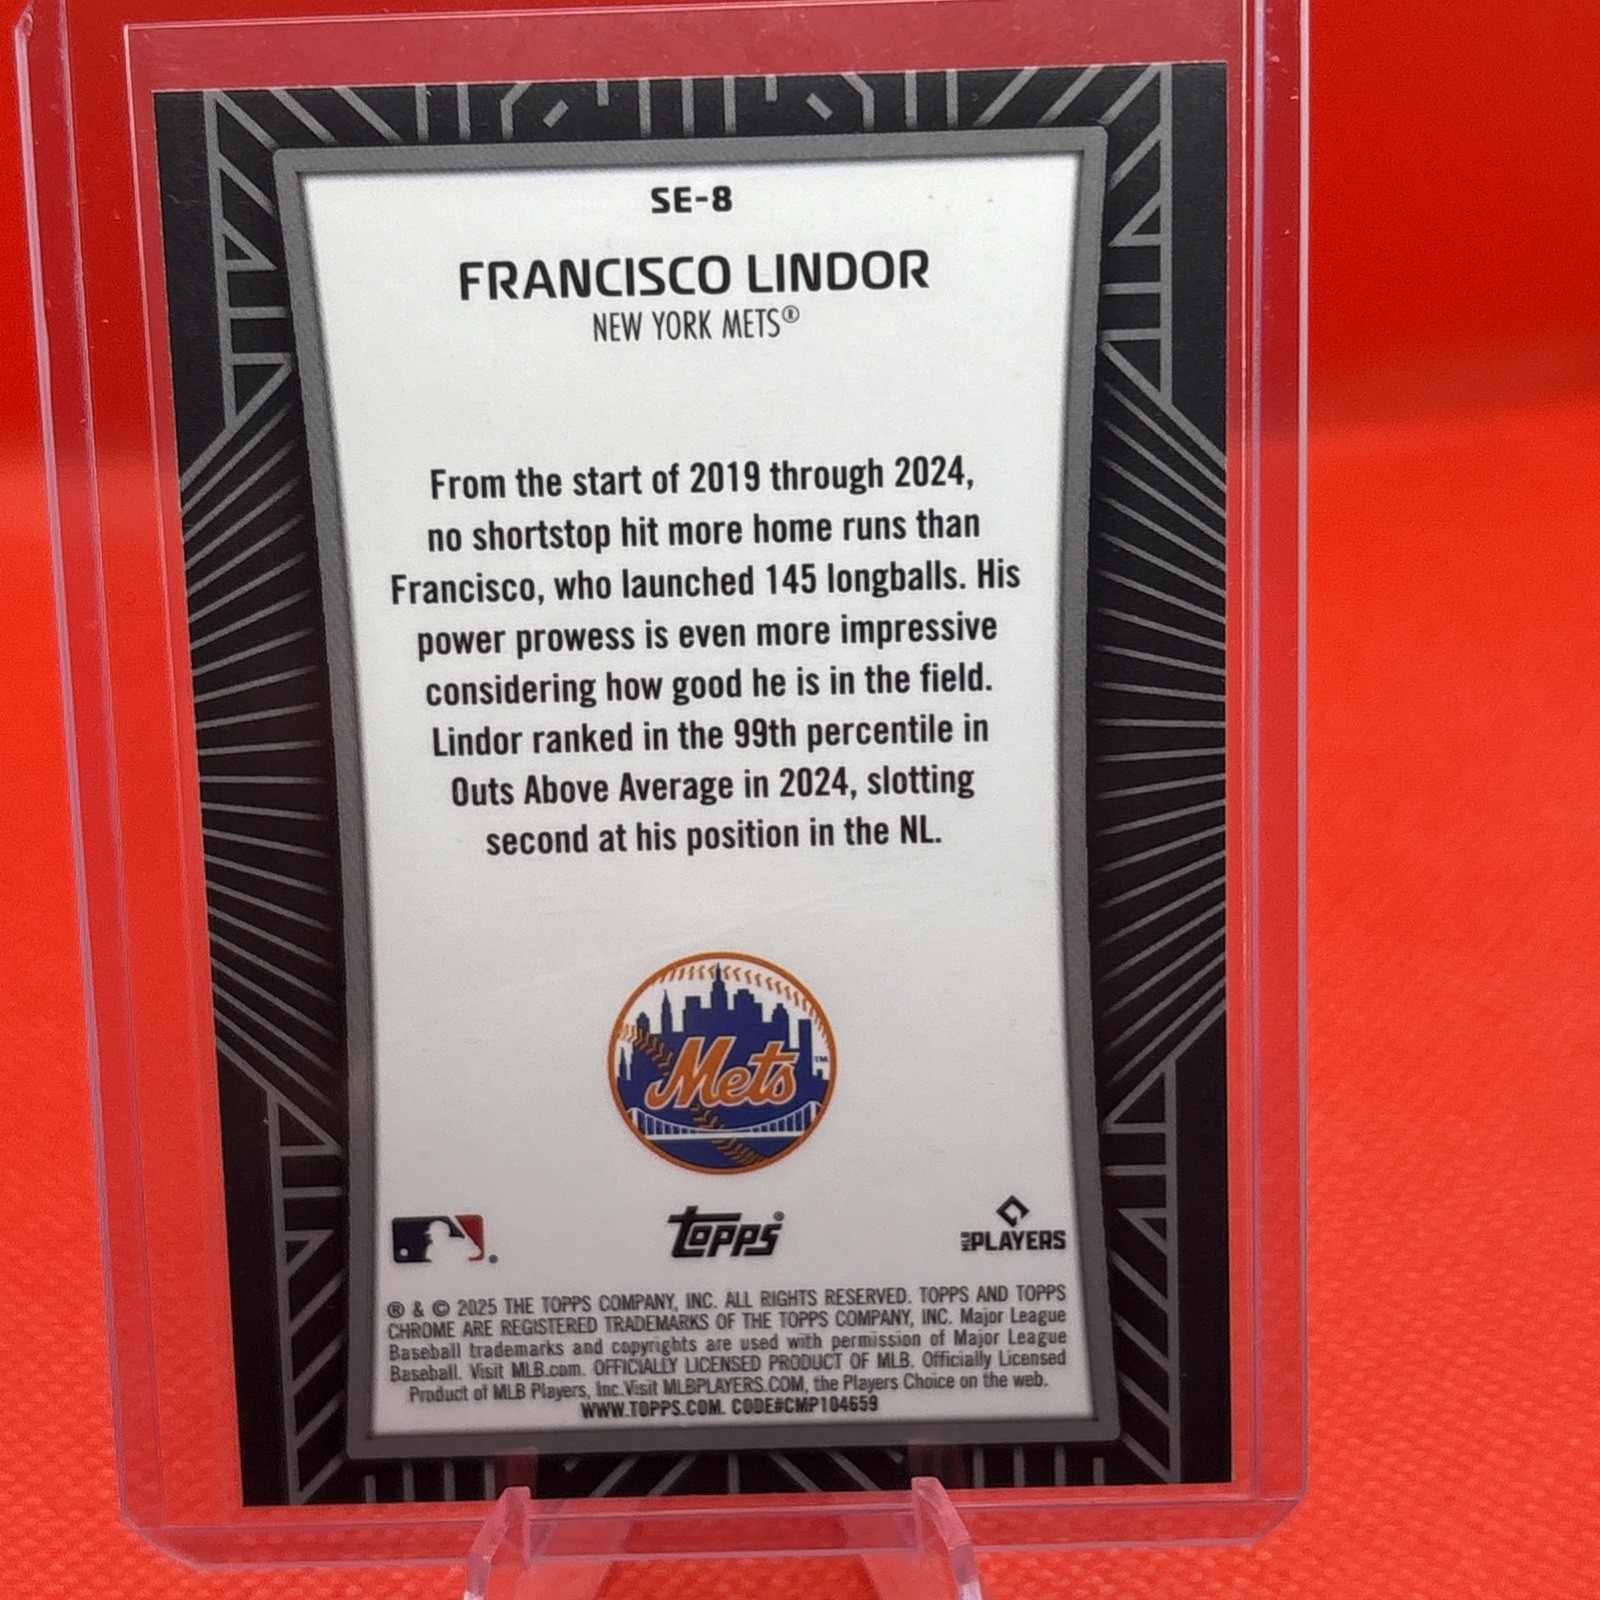 SE-8
FRANCISCO LINDOR
NEW YORK METS®
From the start of 2019 through 2024,
no shortstop hit more home runs than
Francisco, who launched 145 longballs. His
power prowess is even more impressive
considering how good he is in the field.
Lindor ranked in the 99th percentile in
Outs Above Average in 2024, slotting
second at his position in the NL.
Mets ™
®
Topps®
MLB PLAYERS
® & © 2025 THE TOPPS COMPANY, INC. ALL RIGHTS RESERVED. TOPPS AND TOPPS
CHROME ARE REGISTERED TRADEMARKS OF THE TOPPS COMPANY, INC. Major League
Baseball trademarks and copyrights are used with permission of Major League
Baseball. Visit MLB.com. OFFICIALLY LICENSED PRODUCT OF MLB. Officially Licensed
Product of MLB Players, Inc.Visit MLBPLAYERS.COM, the Players Choice on the web.
WWW.TOPPS.COM. CODE#CMP104659